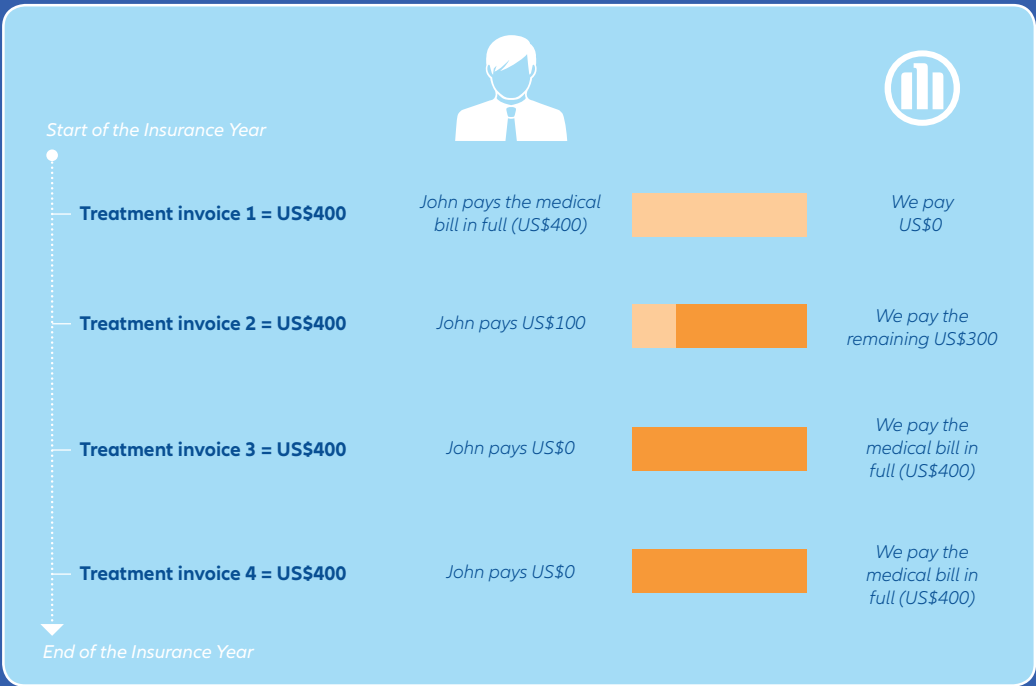 Start of the Insurance Year
Treatment invoice 1 = US$400
John pays the medical
bill in full (US$400)
We pay
US$0
Treatment invoice 2 = US$400
John pays US$100
We pay the
remaining US$300
Treatment invoice 3 = US$400
John pays US$0
We pay the
medical bill in
full (US$400)
Treatment invoice 4 = US$400
John pays US$0
We pay the
medical bill in
full (US$400)
End of the Insurance Year